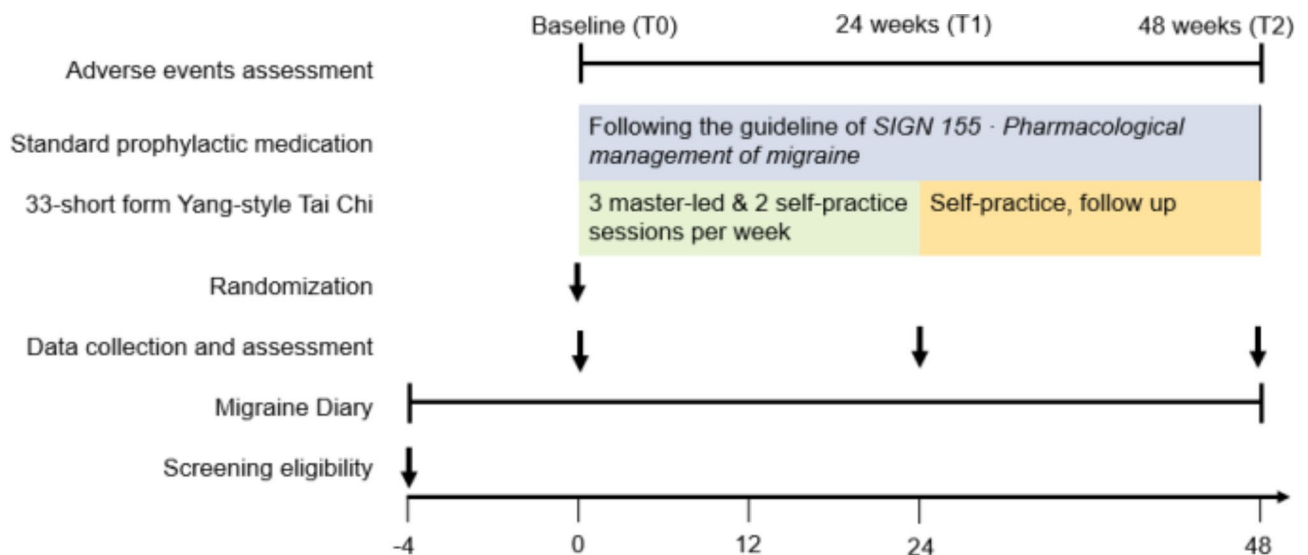 Baseline (T0) 24 weeks (T1) 48 weeks (T2)
Adverse events assessment
Standard prophylactic medication
Following the guideline of SIGN 155 · Pharmacological
management of migraine
33-short form Yang-style Tai Chi
3 master-led & 2 self-practice
sessions per week
Self-practice, follow up
Randomization
Data collection and assessment
Migraine Diary
Screening eligibility
-4 0 12 24 48